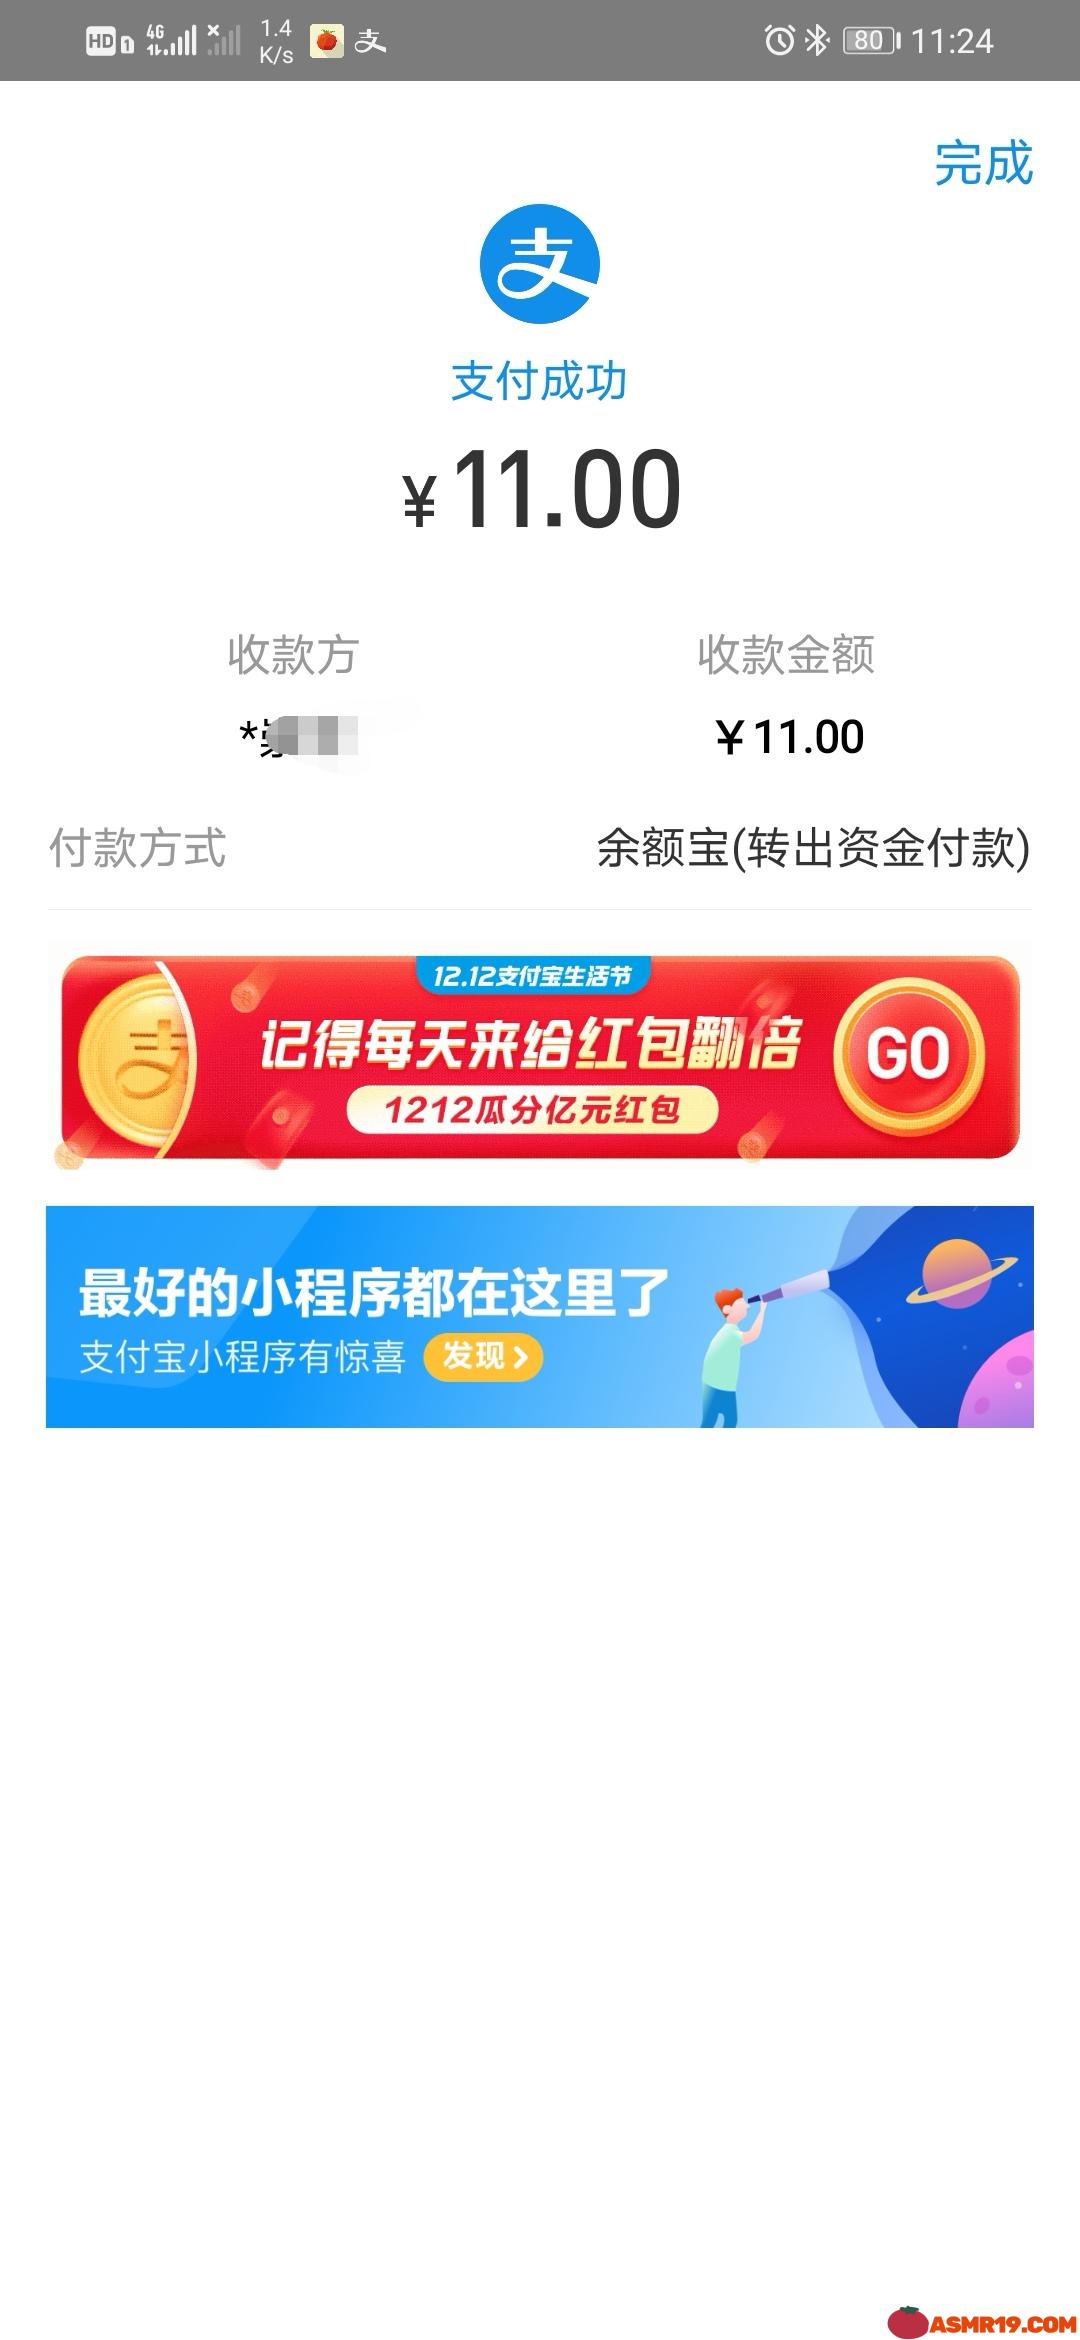 HD 1 4G 1.4 K/s 支 80 11:24
完成
支
支付成功
¥11.00
收款方 收款金额
* ¥11.00
付款方式 余额宝(转出资金付款)
12.12支付宝生活节
记得每天来给红包翻倍
GO
1212瓜分亿元红包
最好的小程序都在这里了
支付宝小程序有惊喜 发现 >
ASMR19.COM